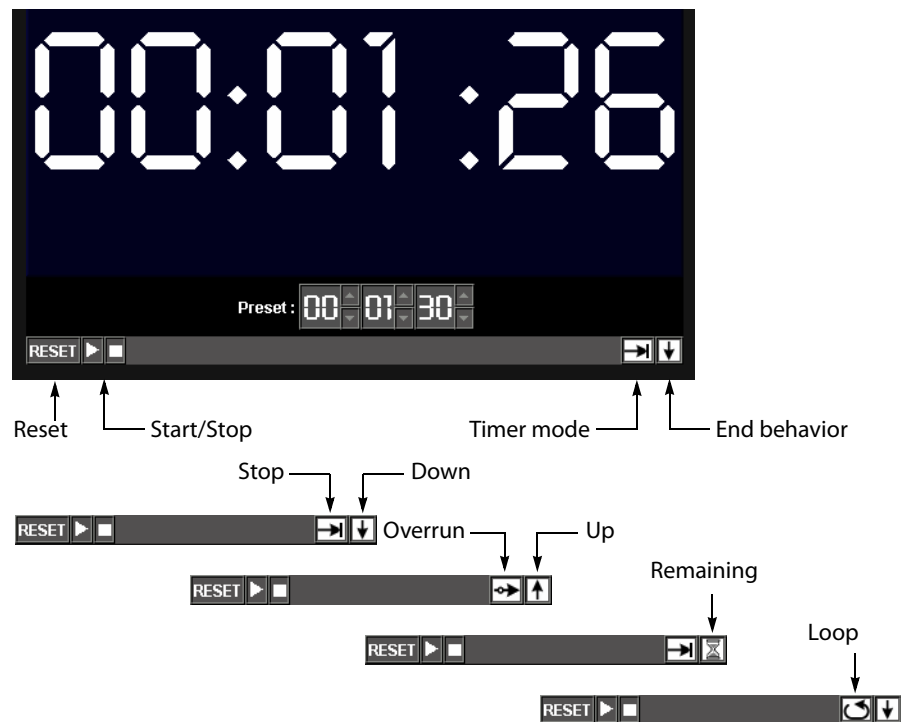 00:01:26
Preset: 00 01 30
RESET
Reset Start/Stop Timer mode End behavior
Stop Down
RESET Overrun Up
RESET Remaining
RESET Loop
RESET